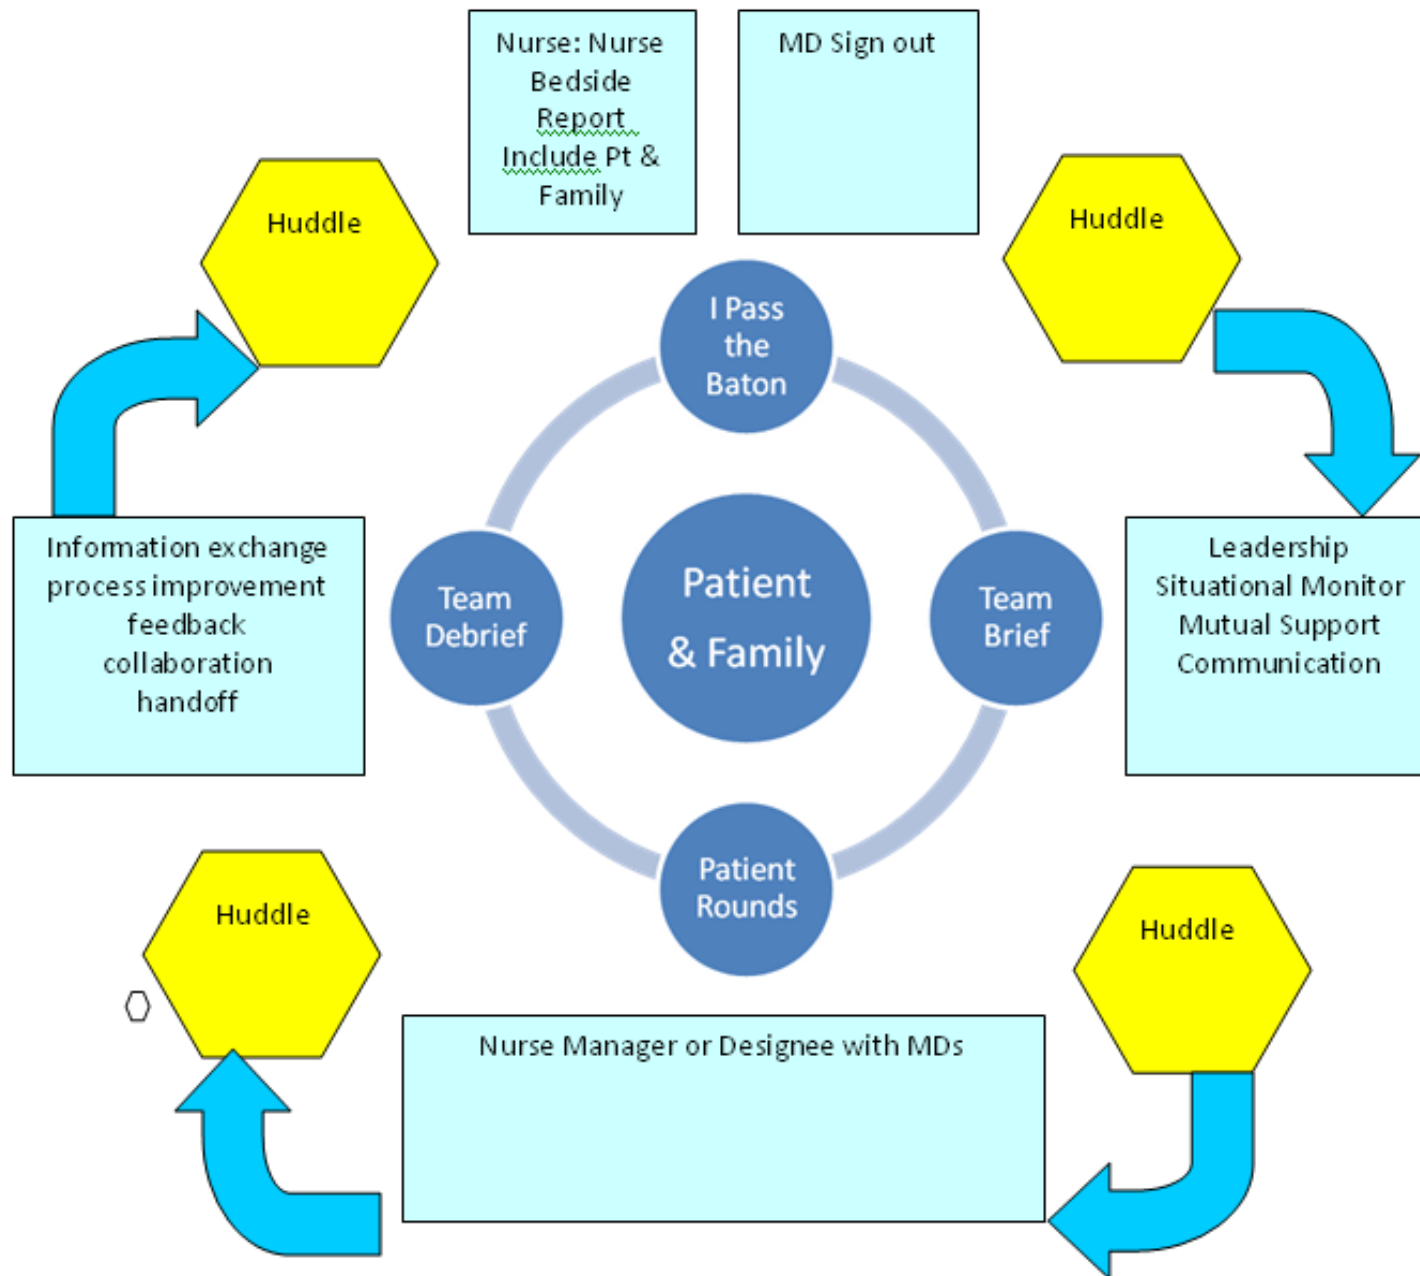 Nurse: Nurse
Bedside
Report
Include Pt &
Family
MD Sign out
Huddle
Huddle
I Pass
the
Baton
Information exchange
process improvement
feedback
collaboration
handoff
Team
Debrief
Patient
& Family
Team
Brief
Leadership
Situational Monitor
Mutual Support
Communication
Patient
Rounds
Huddle
Huddle
Nurse Manager or Designee with MDs